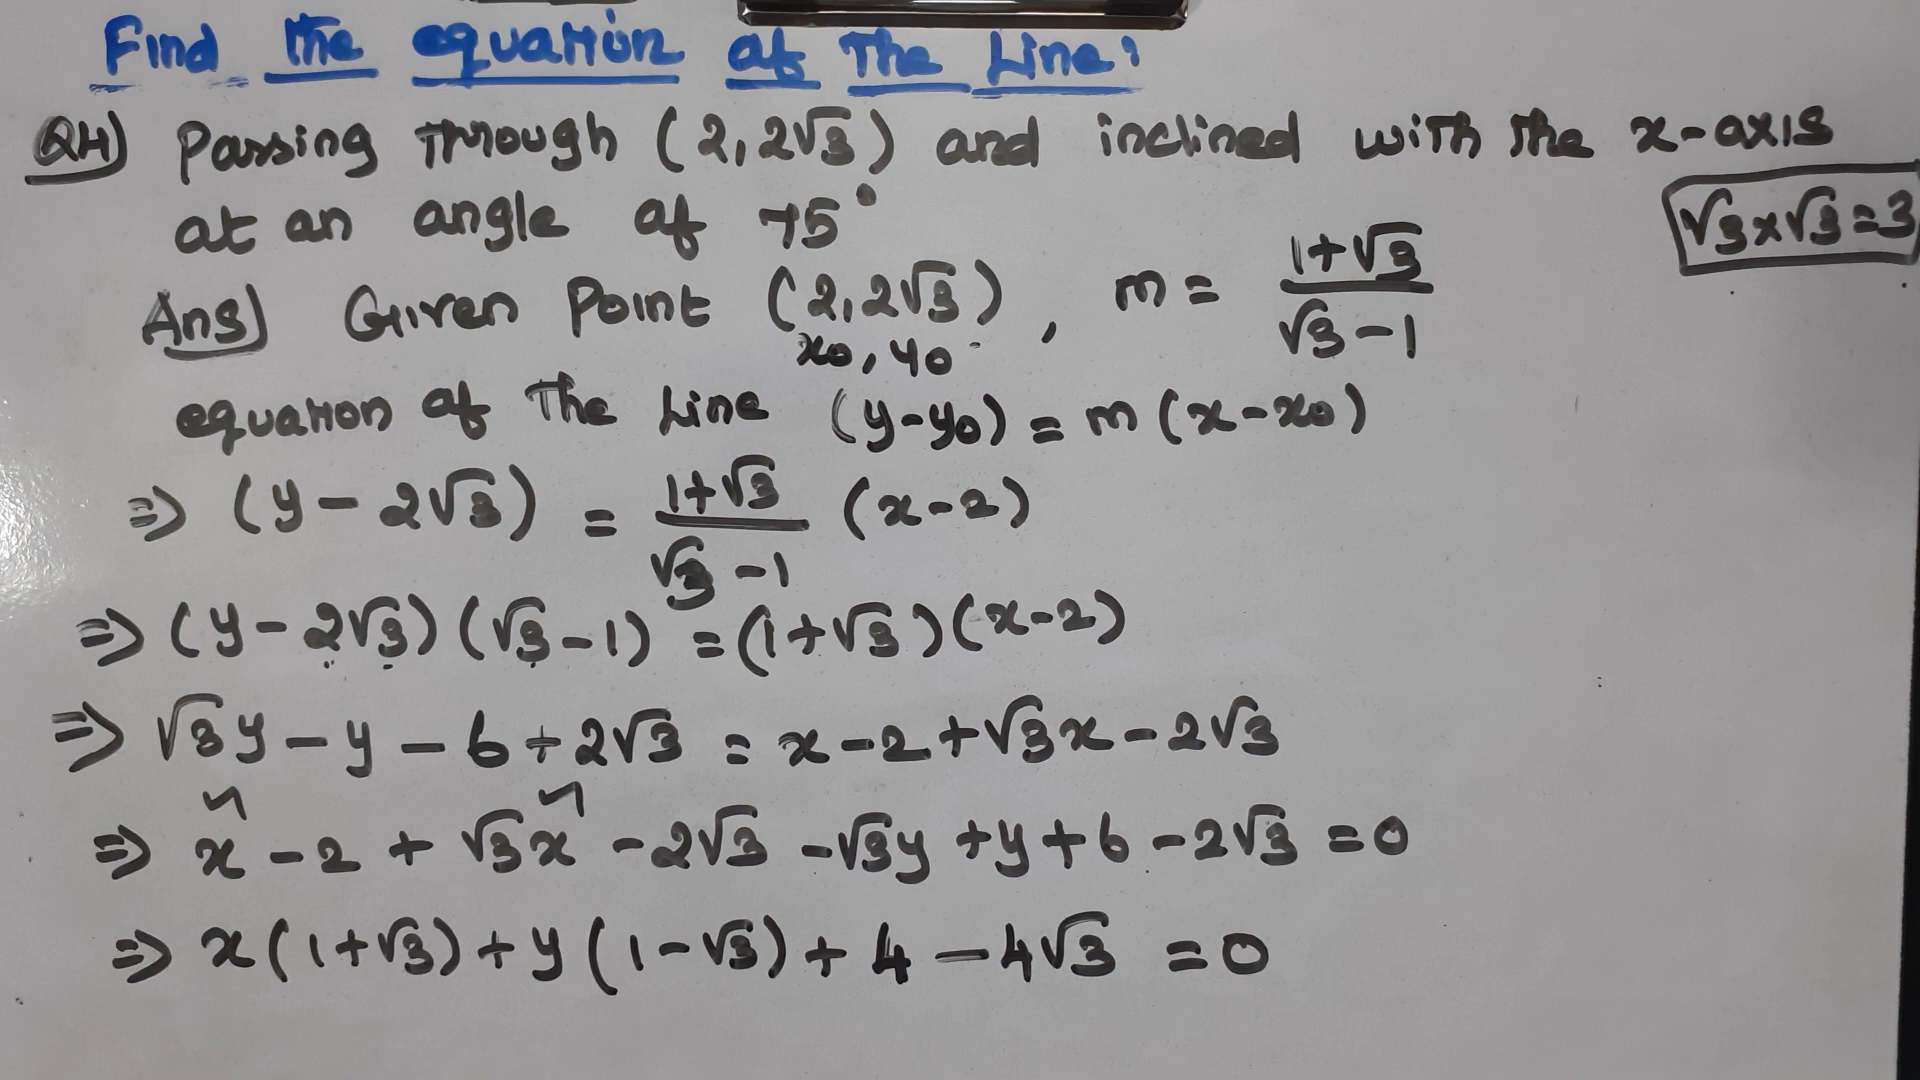 Find the equation of The Line:
Q4) Passing Through (2,2√3) and inclined with the x-axis
at an angle of 75°
√3×√3=3
Ans) Given Point (2,2√3), m = (1+√3)/(√3-1)
x0, y0
equation of The Line (y-y0) = m(x-x0)
⇒ (y-2√3) = (1+√3)/(√3-1) (x-2)
⇒ (y-2√3)(√3-1) = (1+√3)(x-2)
⇒ √3y-y-6+2√3 = x-2+√3x-2√3
⇒ x-2+√3x-2√3-√3y+y+6-2√3=0
⇒ x(1+√3)+y(1-√3)+4-4√3=0